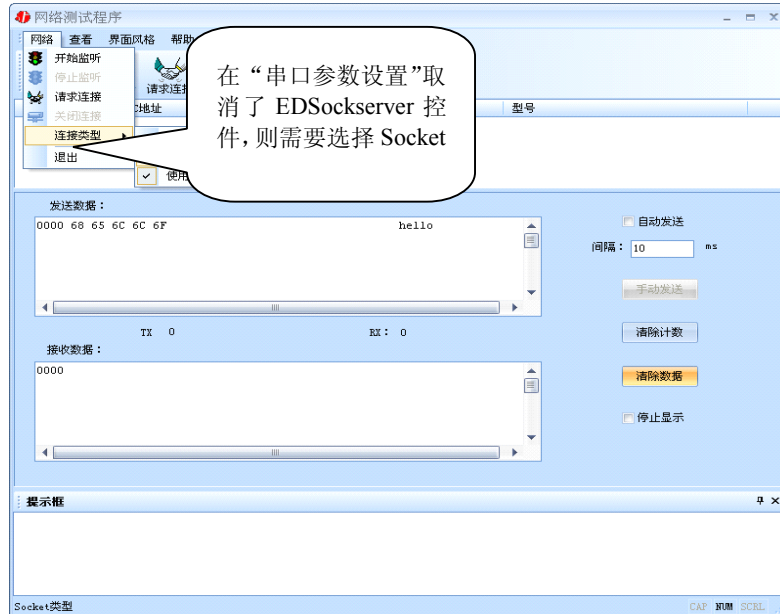 网络测试程序
网络 查看 界面风格 帮助
开始监听
停止监听
请求连接
关闭连接
连接类型
退出
请求连接
地址
型号
使用
在“串口参数设置”取
消了 EDSockserver 控
件,则需要选择 Socket
发送数据:
0000 68 65 6C 6C 6F hello
自动发送
间隔: 10 ms
手动发送
TX 0 RX: 0
清除计数
接收数据:
0000
清除数据
停止显示
提示框
Socket类型
CAP NUM SCRL